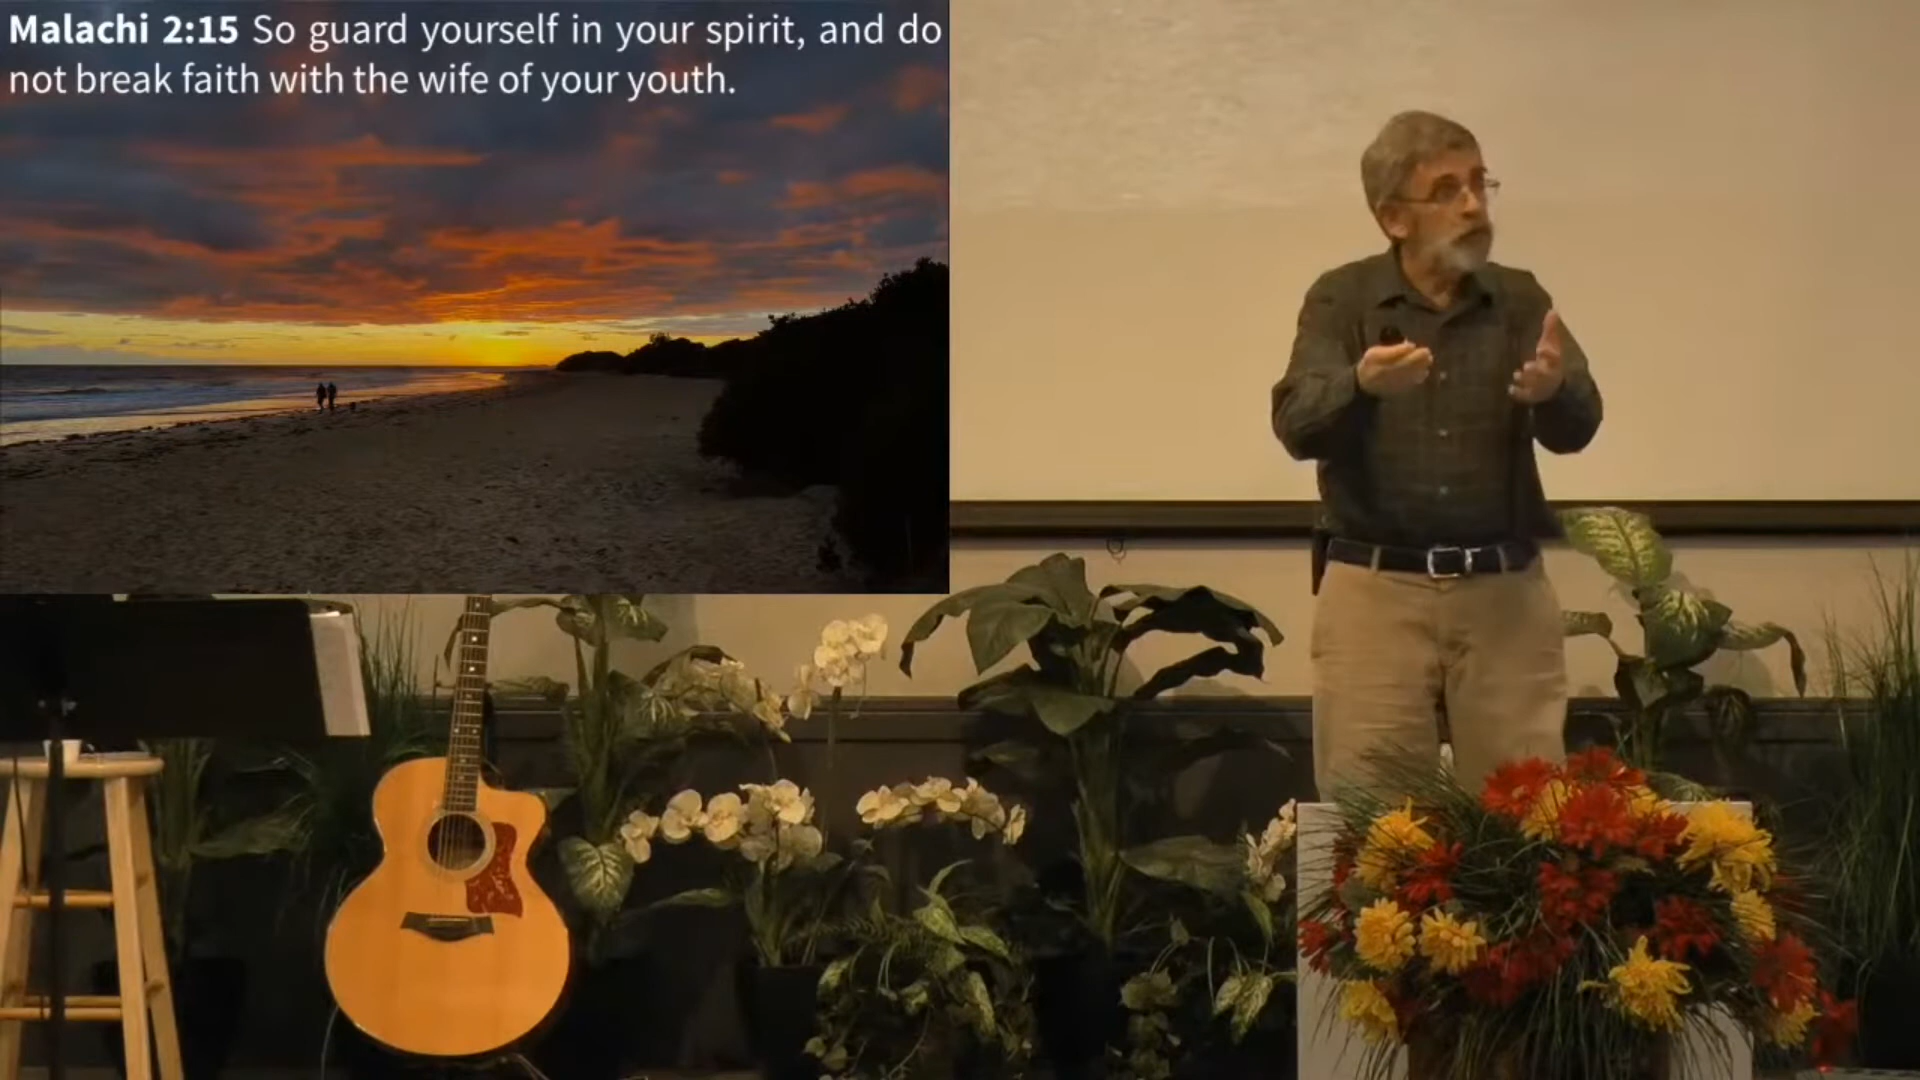 Malachi 2:15 So guard yourself in your spirit, and do
not break faith with the wife of your youth.